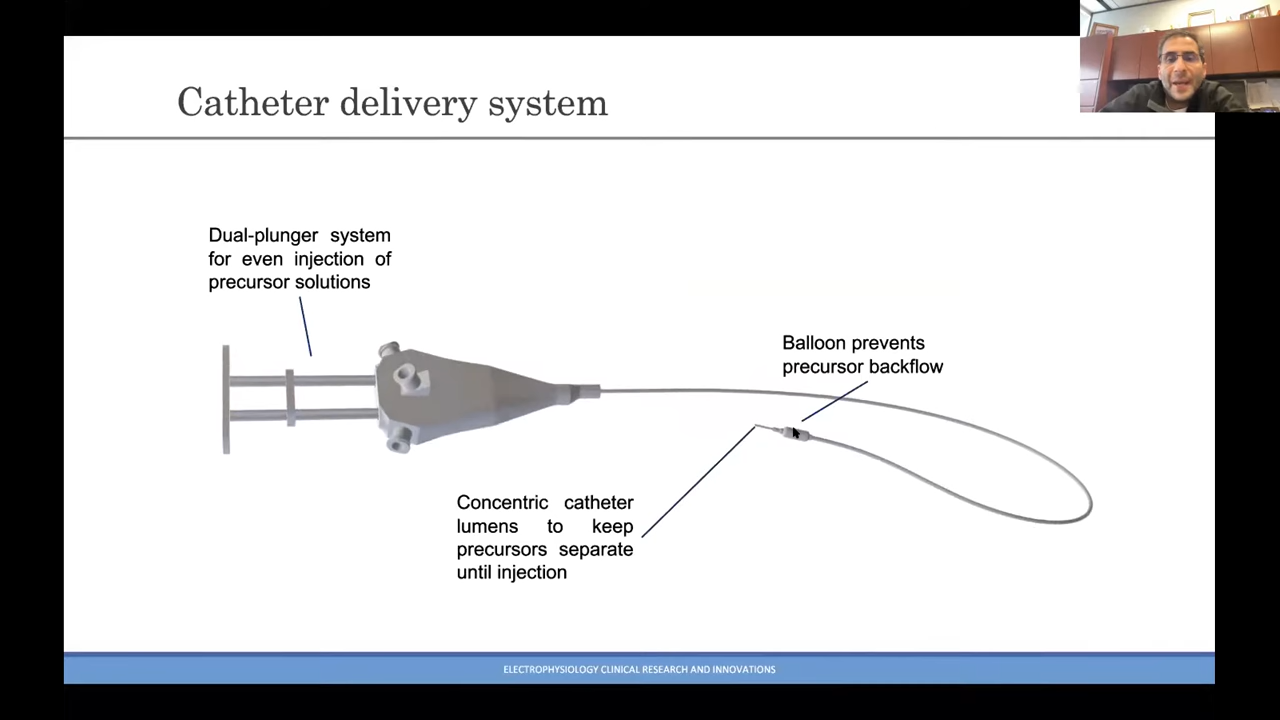 Catheter delivery system
Dual-plunger system
for even injection of
precursor solutions
Balloon prevents
precursor backflow
Concentric catheter
lumens to keep
precursors separate
until injection
ELECTROPHYSIOLOGY CLINICAL RESEARCH AND INNOVATIONS